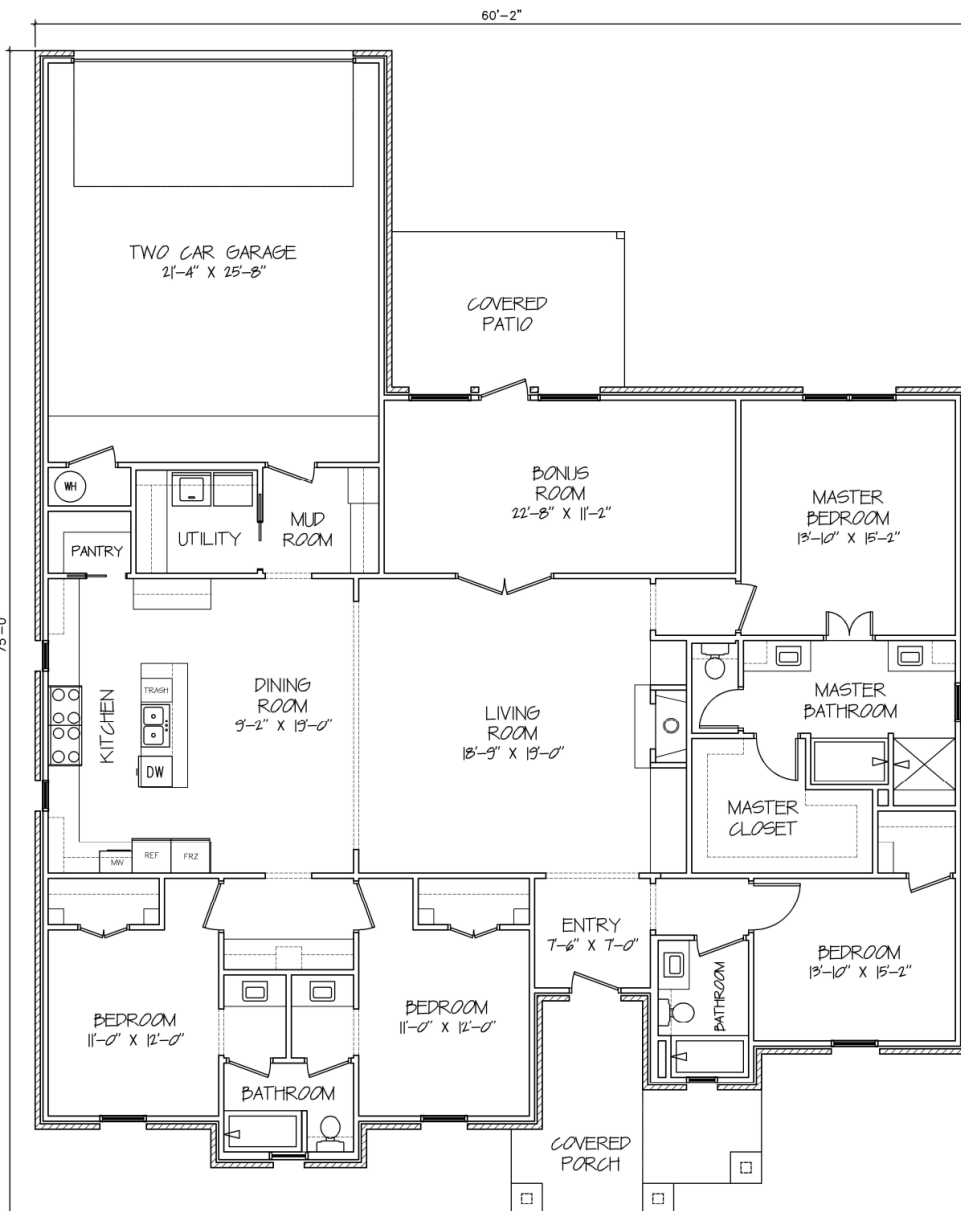 60'-2"
TWO CAR GARAGE
21'-4" X 25'-8"
COVERED
PATIO
WH
UTILITY
MUD
ROOM
PANTRY
BONUS
ROOM
22'-8" X 11'-2"
MASTER
BEDROOM
13'-10" X 15'-2"
75'-0"
KITCHEN
TRASH
DW
DINING
ROOM
9'-2" X 19'-0"
LIVING
ROOM
18'-9" X 19'-0"
MASTER
BATHROOM
MASTER
CLOSET
MW
REF
FRZ
ENTRY
7'-6" X 7'-0"
BEDROOM
13'-10" X 15'-2"
BATHROOM
BEDROOM
11'-0" X 12'-0"
BEDROOM
11'-0" X 12'-0"
BATHROOM
COVERED
PORCH